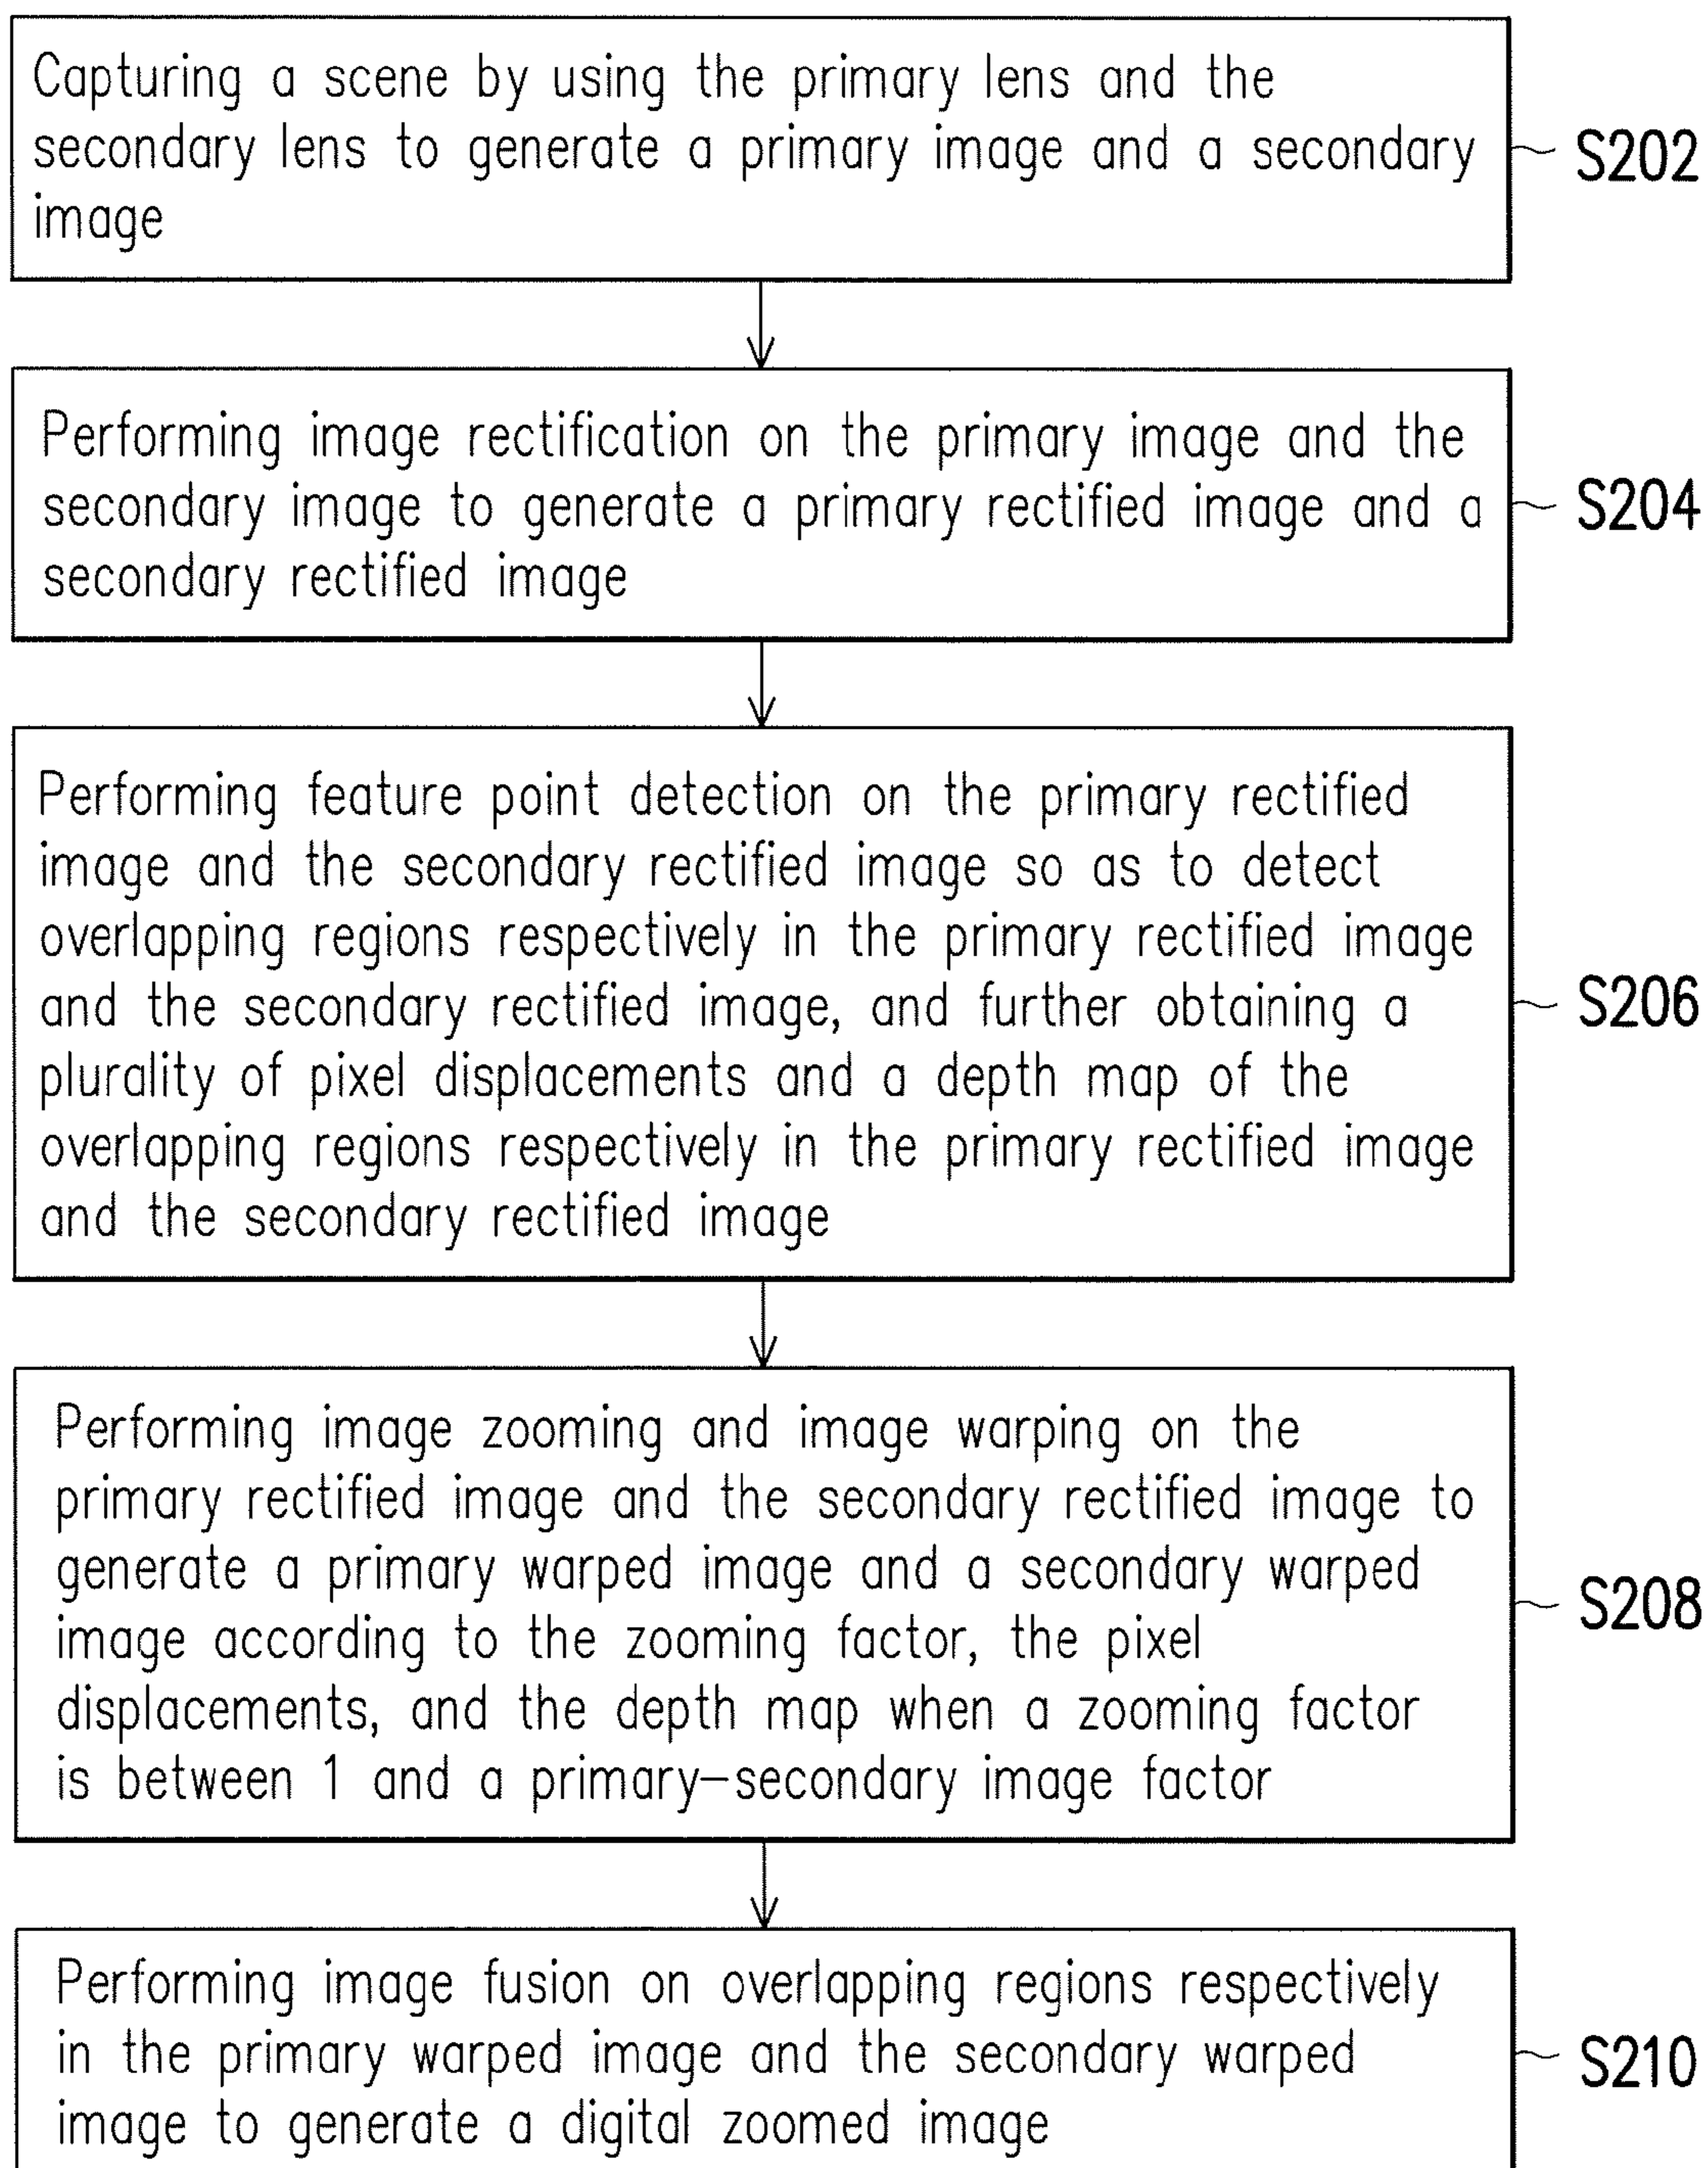 Capturing a scene by using the primary lens and the
secondary lens to generate a primary image and a secondary
image
S202
Performing image rectification on the primary image and the
secondary image to generate a primary rectified image and a
secondary rectified image
S204
Performing feature point detection on the primary rectified
image and the secondary rectified image so as to detect
overlapping regions respectively in the primary rectified image
and the secondary rectified image, and further obtaining a
plurality of pixel displacements and a depth map of the
overlapping regions respectively in the primary rectified image
and the secondary rectified image
S206
Performing image zooming and image warping on the
primary rectified image and the secondary rectified image to
generate a primary warped image and a secondary warped
image according to the zooming factor, the pixel
displacements, and the depth map when a zooming factor
is between 1 and a primary-secondary image factor
S208
Performing image fusion on overlapping regions respectively
in the primary warped image and the secondary warped
image to generate a digital zoomed image
S210